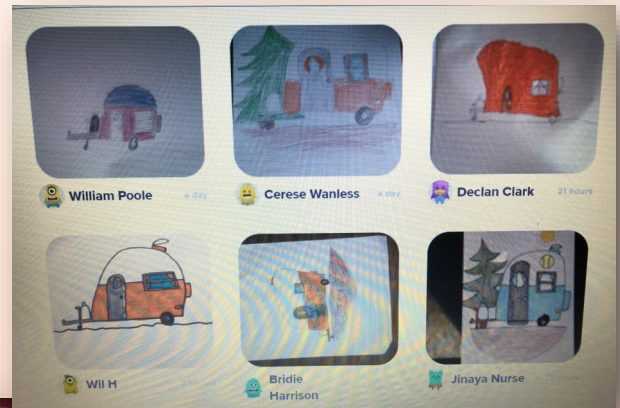 William Poole
a day
Cerese Wanless
a day
Declan Clark
21 hours
Wil H
Bridie
Harrison
Jinaya Nurse